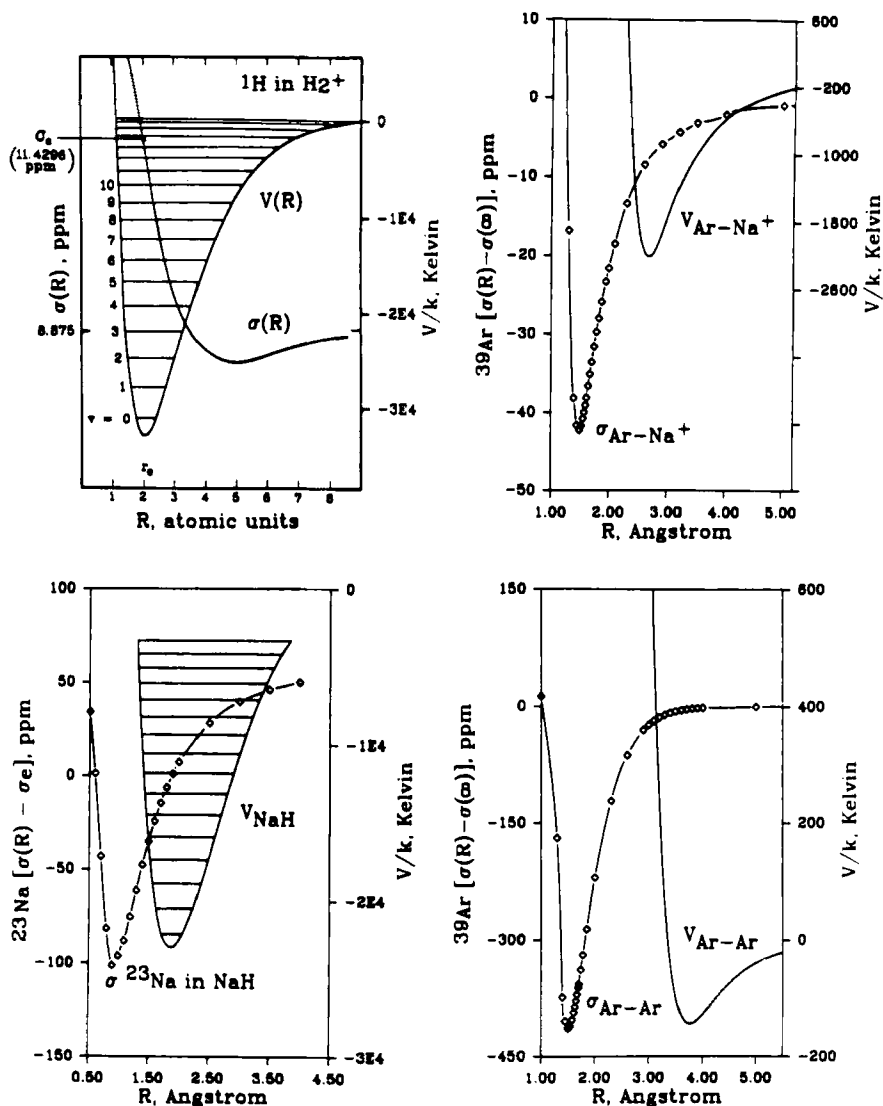 1H in H2+
σe
(11.4296 ppm)
8.875
σ(R), ppm
10
9
8
7
6
5
4
3
2
1
v = 0
V(R)
σ(R)
re
0
-1E4
-2E4
-3E4
V/k, Kelvin
1 2 3 4 5 6 7 8
R, atomic units
10
0
-10
-20
-30
-40
-50
39Ar [σ(R)-σ(∞)], ppm
VAr-Na+
σAr-Na+
600
-200
-1000
-1800
-2600
V/k, Kelvin
1.00 2.00 3.00 4.00 5.00
R, Angstrom
100
50
0
-50
-100
-150
23Na [σ(R) - σe], ppm
VNaH
σ 23Na in NaH
0
-1E4
-2E4
-3E4
V/k, Kelvin
0.50 1.50 2.50 3.50 4.50
R, Angstrom
150
0
-150
-300
-450
39Ar [σ(R)-σ(∞)], ppm
VAr-Ar
σAr-Ar
600
400
200
0
-200
V/k, Kelvin
1.00 2.00 3.00 4.00 5.00
R, Angstrom